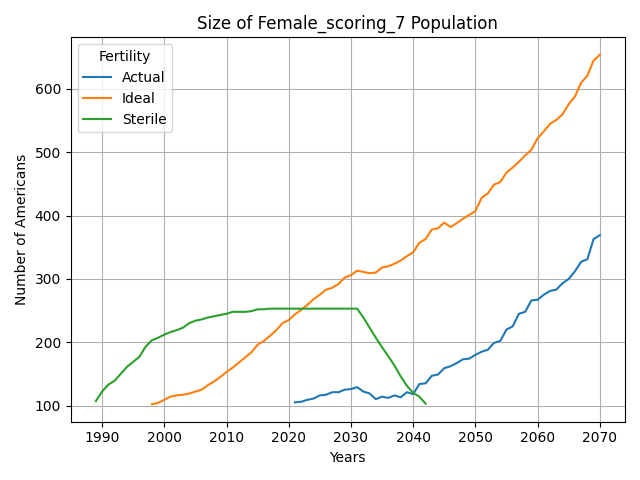 Size of Female_scoring_7 Population
Fertility
Actual
Ideal
Sterile
Number of Americans
600
500
400
300
200
100
1990 2000 2010 2020 2030 2040 2050 2060 2070
Years